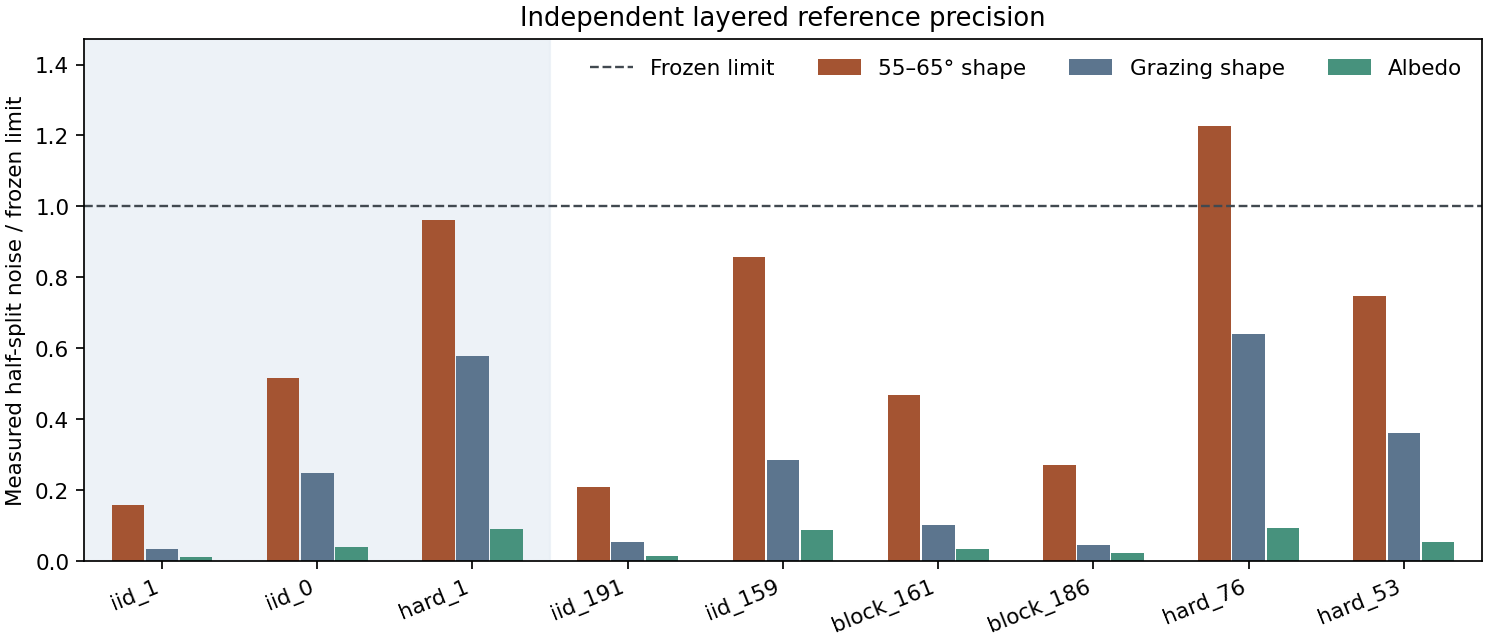 Independent layered reference precision
Measured half-split noise / frozen limit
1.4
1.2
1.0
0.8
0.6
0.4
0.2
0.0
Frozen limit
55–65° shape
Grazing shape
Albedo
iid_1
iid_0
hard_1
iid_191
iid_159
block_161
block_186
hard_76
hard_53